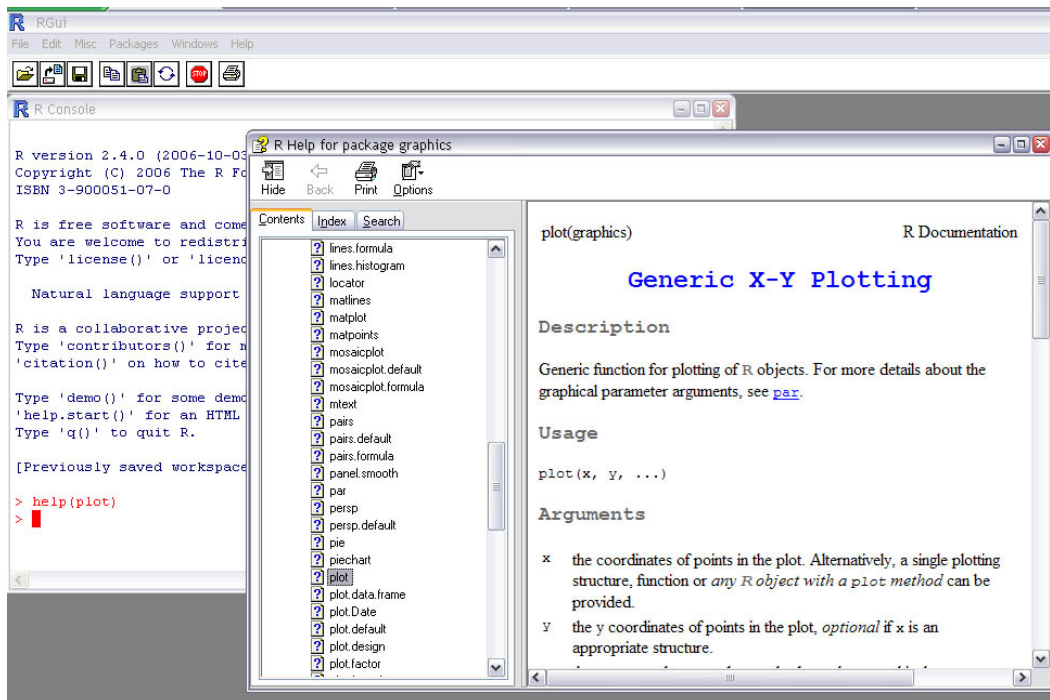 RGui
File Edit Misc Packages Windows Help
STOP
R Console
R version 2.4.0 (2006-10-03
Copyright (C) 2006 The R Fo
ISBN 3-900051-07-0
R is free software and come
You are welcome to redistri
Type 'license()' or 'licenc
Natural language support
R is a collaborative projec
Type 'contributors()' for m
'citation()' on how to cite
Type 'demo()' for some demo
'help.start()' for an HTML
Type 'q()' to quit R.
[Previously saved workspace
> help(plot)
>
R Help for package graphics
Hide Back Print Options
Contents Index Search
lines.formula
lines.histogram
locator
matlines
matplot
matpoints
mosaicplot
mosaicplot.default
mosaicplot.formula
mtext
pairs
pairs.default
pairs.formula
panel.smooth
par
persp
persp.default
pie
piechart
plot
plot.data.frame
plot.Date
plot.default
plot.design
plot.factor
plot(graphics) R Documentation
Generic X-Y Plotting
Description
Generic function for plotting of R objects. For more details about the
graphical parameter arguments, see par.
Usage
plot(x, y, ...)
Arguments
x the coordinates of points in the plot. Alternatively, a single plotting
structure, function or any R object with a plot method can be
provided.
y the y coordinates of points in the plot, optional if x is an
appropriate structure.